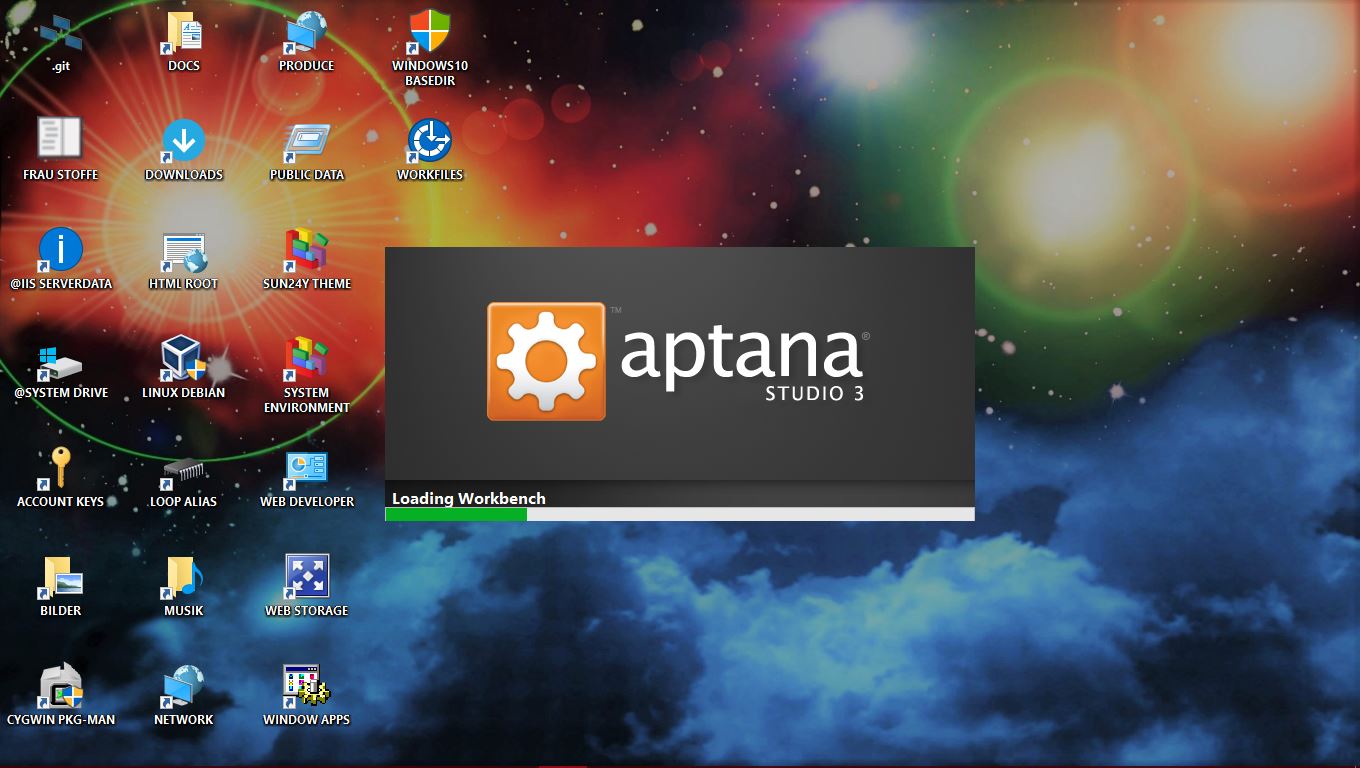 .git
DOCS
PRODUCE
WINDOWS10
BASEDIR
FRAU STOFFE
DOWNLOADS
PUBLIC DATA
WORKFILES
@IIS SERVERDATA
HTML ROOT
SUN24Y THEME
@SYSTEM DRIVE
LINUX DEBIAN
SYSTEM
ENVIRONMENT
ACCOUNT KEYS
LOOP ALIAS
WEB DEVELOPER
BILDER
MUSIK
WEB STORAGE
CYGWIN PKG-MAN
NETWORK
WINDOW APPS
™ aptana®
STUDIO 3
Loading Workbench